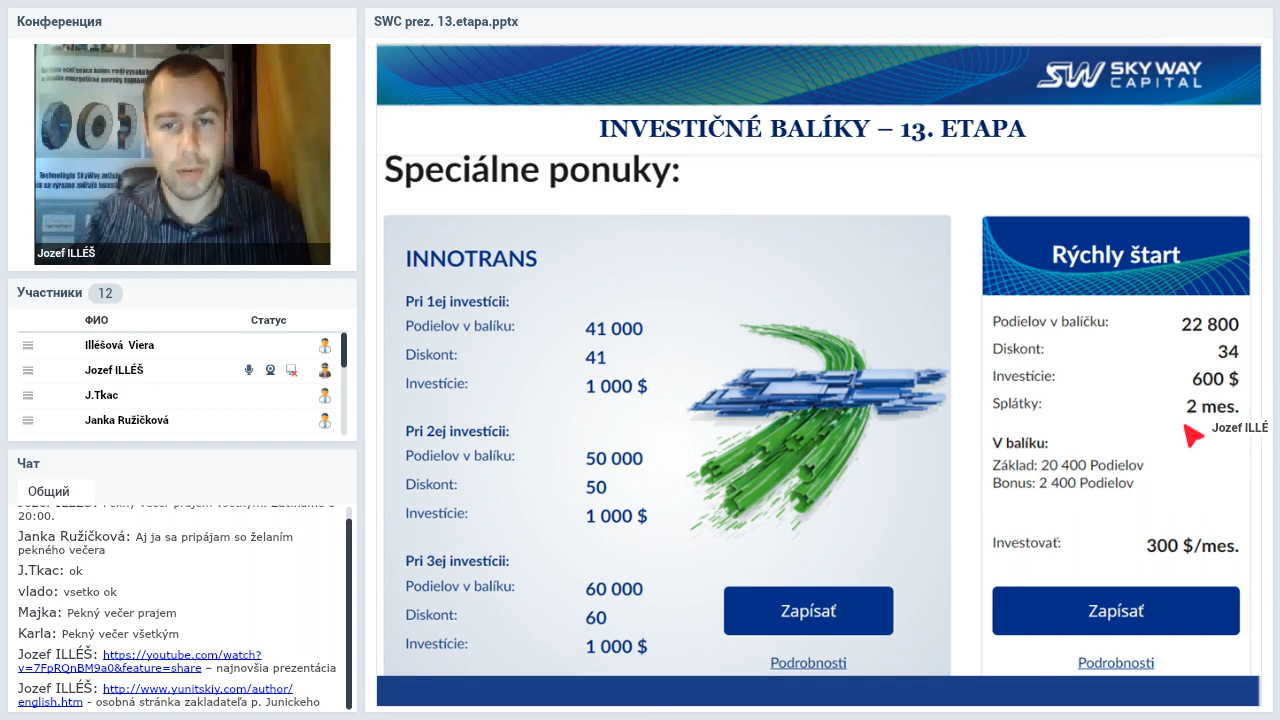 Конференция
Jozef ILLÉŠ
Участники 12
ФИО Статус
Illéšová Viera
Jozef ILLÉŠ
J.Tkac
Janka Ružičková
Чат
Общий
20:00.
Janka Ružičková: Aj ja sa pripájam so želaním
pekného večera
J.Tkac: ok
vlado: vsetko ok
Majka: Pekný večer prajem
Karla: Pekný večer všetkým
Jozef ILLÉŠ: https://youtube.com/watch?
v=7FpRQnBM9a0&feature=share – najnovšia prezentácia
Jozef ILLÉŠ: http://www.yunitskiy.com/author/
english.htm - osobná stránka zakladateľa p. Junickeho
SWC prez. 13.etapa.pptx
SW SKY WAY
CAPITAL
INVESTIČNÉ BALÍKY – 13. ETAPA
Speciálne ponuky:
INNOTRANS
Pri 1ej investícii:
Podielov v balíku: 41 000
Diskont: 41
Investície: 1 000 $
Pri 2ej investícii:
Podielov v balíku: 50 000
Diskont: 50
Investície: 1 000 $
Pri 3ej investícii:
Podielov v balíku: 60 000
Diskont: 60
Investície: 1 000 $
Zapísať
Podrobnosti
Rýchly štart
Podielov v balíčku: 22 800
Diskont: 34
Investície: 600 $
Splátky: 2 mes.
Jozef ILLÉ
V balíku:
Základ: 20 400 Podielov
Bonus: 2 400 Podielov
Investovať: 300 $/mes.
Zapísať
Podrobnosti